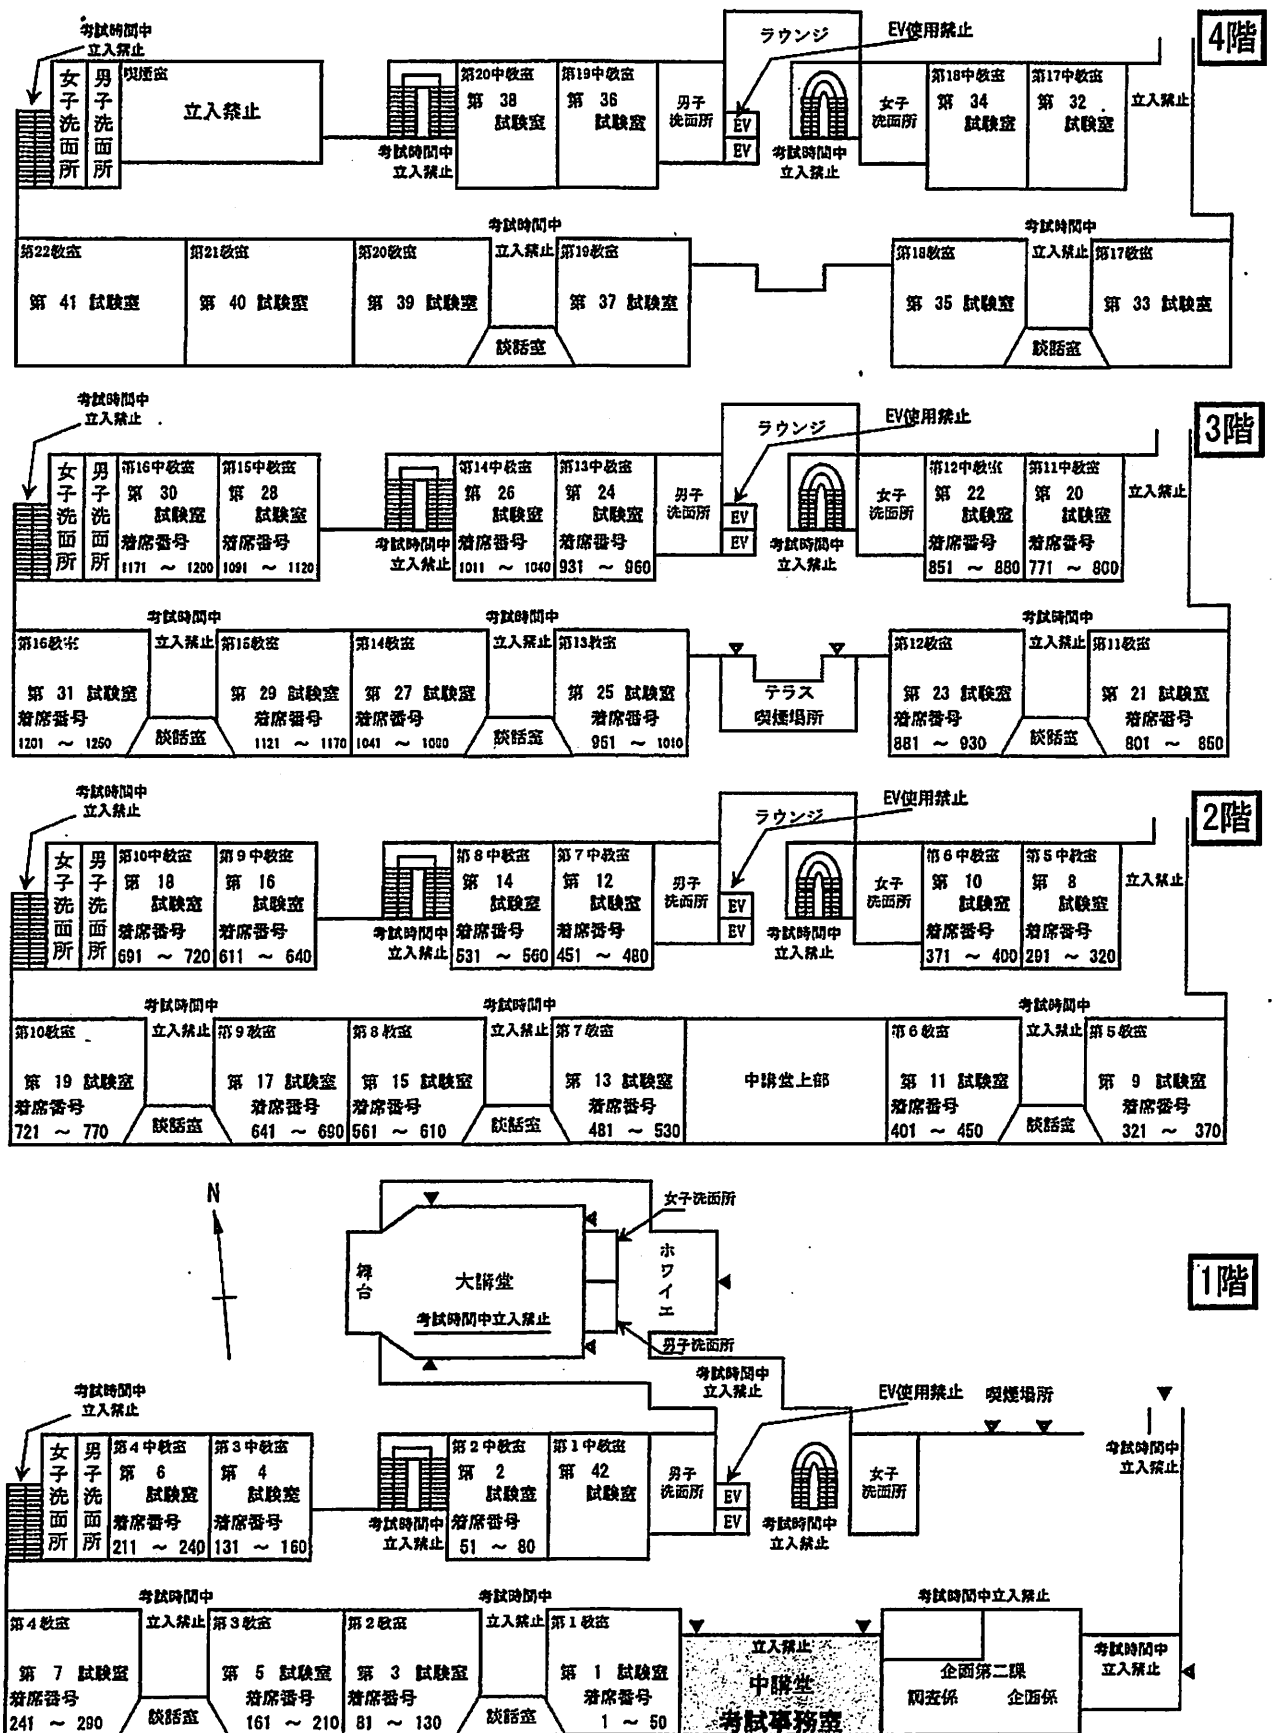 4階
考試時間中
立入禁止
ラウンジ
EV使用禁止
女子洗面所
男子洗面所
喫煙室
立入禁止
考試時間中
立入禁止
第20中教室
第 38
試験室
第19中教室
第 36
試験室
男子
洗面所
EV
EV
考試時間中
立入禁止
女子
洗面所
第18中教室
第 34
試験室
第17中教室
第 32
試験室
立入禁止
第22教室
第 41 試験室
第21教室
第 40 試験室
第20教室
第 39 試験室
考試時間中
立入禁止
談話室
第19教室
第 37 試験室
第18教室
第 35 試験室
考試時間中
立入禁止
談話室
第17教室
第 33 試験室
3階
考試時間中
立入禁止
ラウンジ
EV使用禁止
女子洗面所
男子洗面所
第16中教室
第 30
試験室
着席番号
1171 ～ 1200
第15中教室
第 28
試験室
着席番号
1091 ～ 1120
考試時間中
立入禁止
第14中教室
第 26
試験室
着席番号
1011 ～ 1040
第13中教室
第 24
試験室
着席番号
931 ～ 960
男子
洗面所
EV
EV
考試時間中
立入禁止
女子
洗面所
第12中教室
第 22
試験室
着席番号
851 ～ 880
第11中教室
第 20
試験室
着席番号
771 ～ 800
立入禁止
第16教室
第 31 試験室
着席番号
1201 ～ 1250
考試時間中
立入禁止
談話室
第15教室
第 29 試験室
着席番号
1121 ～ 1170
第14教室
第 27 試験室
着席番号
1041 ～ 1090
考試時間中
立入禁止
談話室
第13教室
第 25 試験室
着席番号
961 ～ 1010
テラス
喫煙場所
第12教室
第 23 試験室
着席番号
881 ～ 930
考試時間中
立入禁止
談話室
第11教室
第 21 試験室
着席番号
801 ～ 850
2階
考試時間中
立入禁止
ラウンジ
EV使用禁止
女子洗面所
男子洗面所
第10中教室
第 18
試験室
着席番号
691 ～ 720
第9中教室
第 16
試験室
着席番号
611 ～ 640
考試時間中
立入禁止
第8中教室
第 14
試験室
着席番号
531 ～ 560
第7中教室
第 12
試験室
着席番号
451 ～ 480
男子
洗面所
EV
EV
考試時間中
立入禁止
女子
洗面所
第6中教室
第 10
試験室
着席番号
371 ～ 400
第5中教室
第 8
試験室
着席番号
291 ～ 320
立入禁止
第10教室
第 19 試験室
着席番号
721 ～ 770
考試時間中
立入禁止
談話室
第9教室
第 17 試験室
着席番号
641 ～ 690
第8教室
第 15 試験室
着席番号
561 ～ 610
考試時間中
立入禁止
談話室
第7教室
第 13 試験室
着席番号
481 ～ 530
中講堂上部
第6教室
第 11 試験室
着席番号
401 ～ 450
考試時間中
立入禁止
談話室
第5教室
第 9 試験室
着席番号
321 ～ 370
1階
N
女子洗面所
舞台
大講堂
考試時間中立入禁止
ホワイエ
男子洗面所
考試時間中
立入禁止
考試時間中
立入禁止
EV使用禁止
喫煙場所
考試時間中
立入禁止
女子洗面所
男子洗面所
第4中教室
第 6
試験室
着席番号
211 ～ 240
第3中教室
第 4
試験室
着席番号
131 ～ 160
考試時間中
立入禁止
第2中教室
第 2
試験室
着席番号
51 ～ 80
第1中教室
第 42
試験室
男子
洗面所
EV
EV
考試時間中
立入禁止
女子
洗面所
第4教室
第 7 試験室
着席番号
241 ～ 290
考試時間中
立入禁止
談話室
第3教室
第 5 試験室
着席番号
161 ～ 210
第2教室
第 3 試験室
着席番号
81 ～ 130
考試時間中
立入禁止
談話室
第1教室
第 1 試験室
着席番号
1 ～ 50
立入禁止
中講堂
考試事務室
考試時間中立入禁止
企画第二課
調査係 企画係
考試時間中
立入禁止